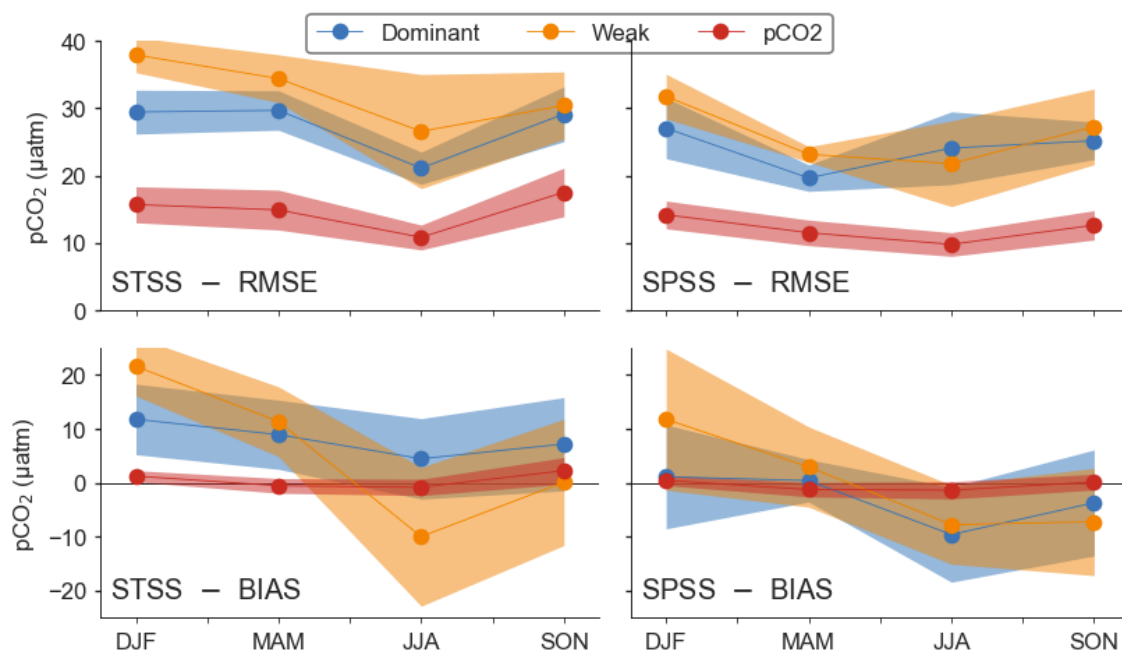 Dominant Weak pCO2
40
30
20
10
0
pCO₂ (μatm)
STSS – RMSE
SPSS – RMSE
20
10
0
−10
−20
pCO₂ (μatm)
STSS – BIAS
SPSS – BIAS
DJF MAM JJA SON
DJF MAM JJA SON